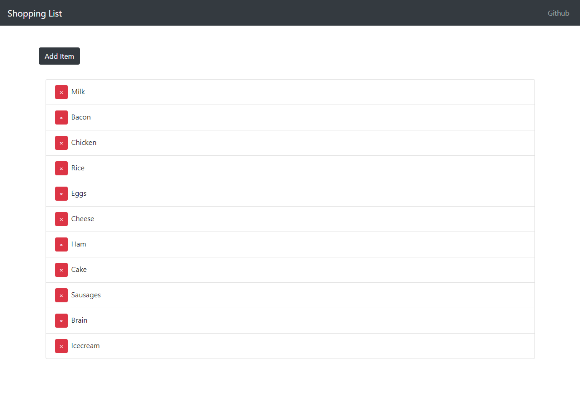 Shopping List
Github
Add Item
× Milk
× Bacon
× Chicken
× Rice
× Eggs
× Cheese
× Ham
× Cake
× Sausages
× Brain
× Icecream